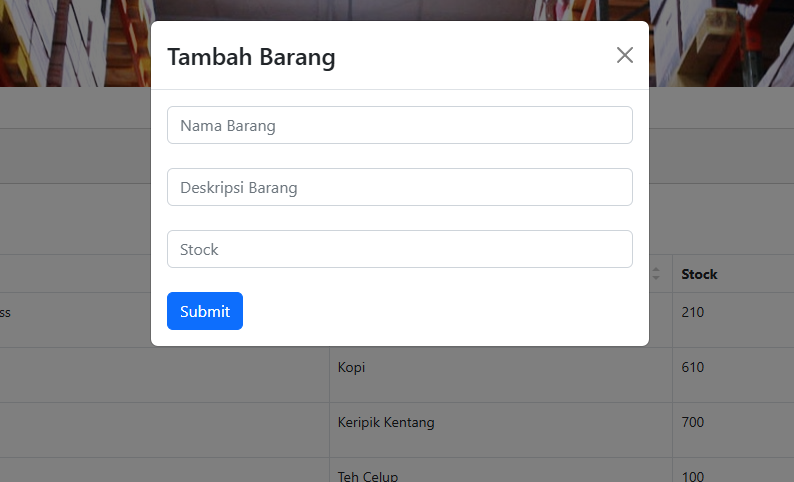 Tambah Barang
Nama Barang
Deskripsi Barang
Stock
Submit
Stock
ss
210
Kopi
610
Keripik Kentang
700
Teh Celup
100